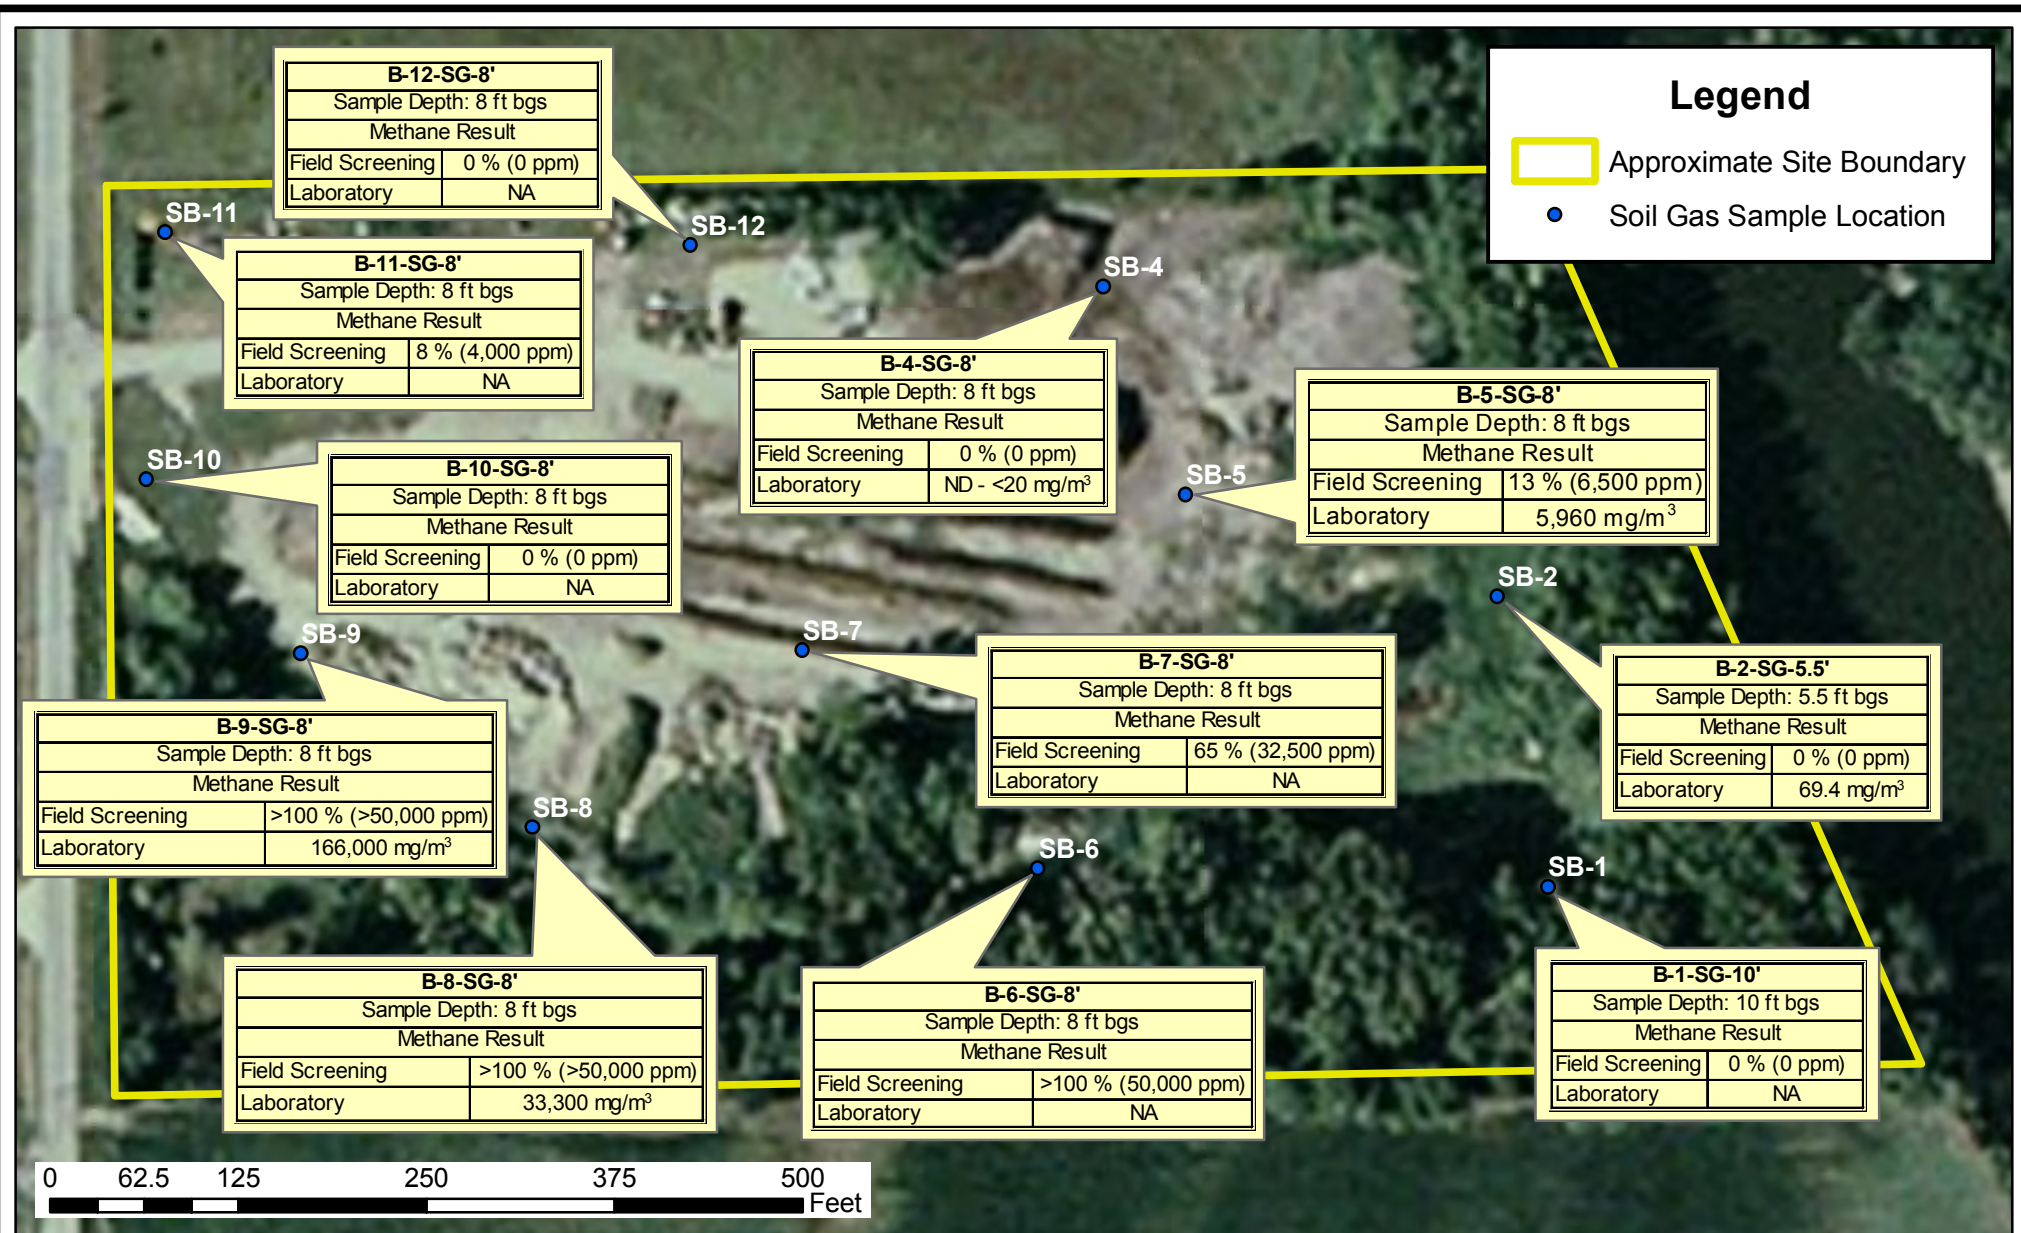 Legend
Approximate Site Boundary
Soil Gas Sample Location
B-12-SG-8'
Sample Depth: 8 ft bgs
Methane Result
Field Screening 0 % (0 ppm)
Laboratory NA
SB-12
SB-11
B-11-SG-8'
Sample Depth: 8 ft bgs
Methane Result
Field Screening 8 % (4,000 ppm)
Laboratory NA
SB-4
B-4-SG-8'
Sample Depth: 8 ft bgs
Methane Result
Field Screening 0 % (0 ppm)
Laboratory ND - <20 mg/m³
SB-5
B-5-SG-8'
Sample Depth: 8 ft bgs
Methane Result
Field Screening 13 % (6,500 ppm)
Laboratory 5,960 mg/m³
SB-10
B-10-SG-8'
Sample Depth: 8 ft bgs
Methane Result
Field Screening 0 % (0 ppm)
Laboratory NA
SB-2
B-2-SG-5.5'
Sample Depth: 5.5 ft bgs
Methane Result
Field Screening 0 % (0 ppm)
Laboratory 69.4 mg/m³
SB-9
B-9-SG-8'
Sample Depth: 8 ft bgs
Methane Result
Field Screening >100 % (>50,000 ppm)
Laboratory 166,000 mg/m³
SB-7
B-7-SG-8'
Sample Depth: 8 ft bgs
Methane Result
Field Screening 65 % (32,500 ppm)
Laboratory NA
SB-8
B-8-SG-8'
Sample Depth: 8 ft bgs
Methane Result
Field Screening >100 % (>50,000 ppm)
Laboratory 33,300 mg/m³
SB-6
B-6-SG-8'
Sample Depth: 8 ft bgs
Methane Result
Field Screening >100 % (50,000 ppm)
Laboratory NA
SB-1
B-1-SG-10'
Sample Depth: 10 ft bgs
Methane Result
Field Screening 0 % (0 ppm)
Laboratory NA
0 62.5 125 250 375 500
Feet